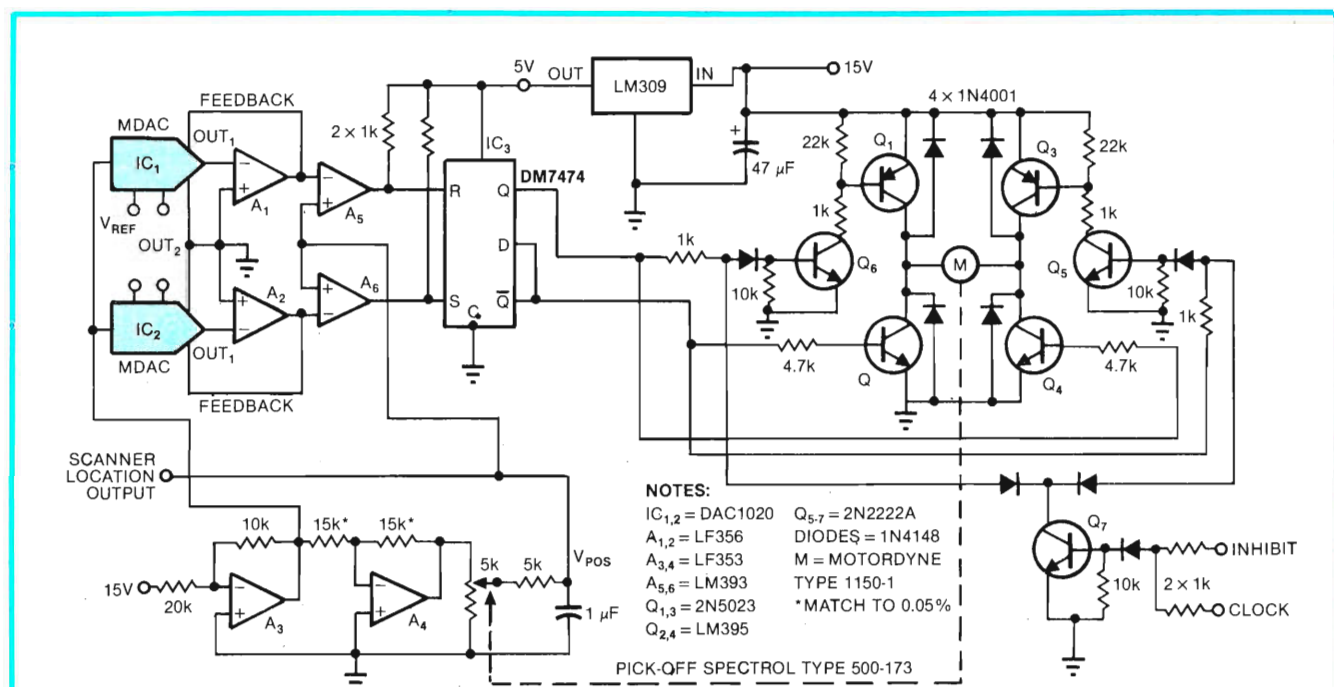 5V
OUT
LM309
IN
15V
4 × 1N4001
FEEDBACK
MDAC
OUT1
IC1
VREF
OUT2
A1
A5
2 × 1k
IC3
DM7474
R
Q
D
S
C
Q̅
47 µF
+
22k
Q1
Q3
22k
1k
1k
1k
Q6
10k
M
Q5
10k
1k
4.7k
Q
Q4
4.7k
A2
A6
IC2
OUT1
MDAC
FEEDBACK
SCANNER
LOCATION
OUTPUT
10k
15k*
15k*
15V
20k
A3
A4
5k
5k
VPOS
1 µF
NOTES:
IC1,2 = DAC1020
A1,2 = LF356
A3,4 = LF353
A5,6 = LM393
Q1,3 = 2N5023
Q2,4 = LM395
Q5-7 = 2N2222A
DIODES = 1N4148
M = MOTORDYNE
TYPE 1150-1
*MATCH TO 0.05%
PICK-OFF SPECTROL TYPE 500-173
Q7
10k
2 × 1k
INHIBIT
CLOCK